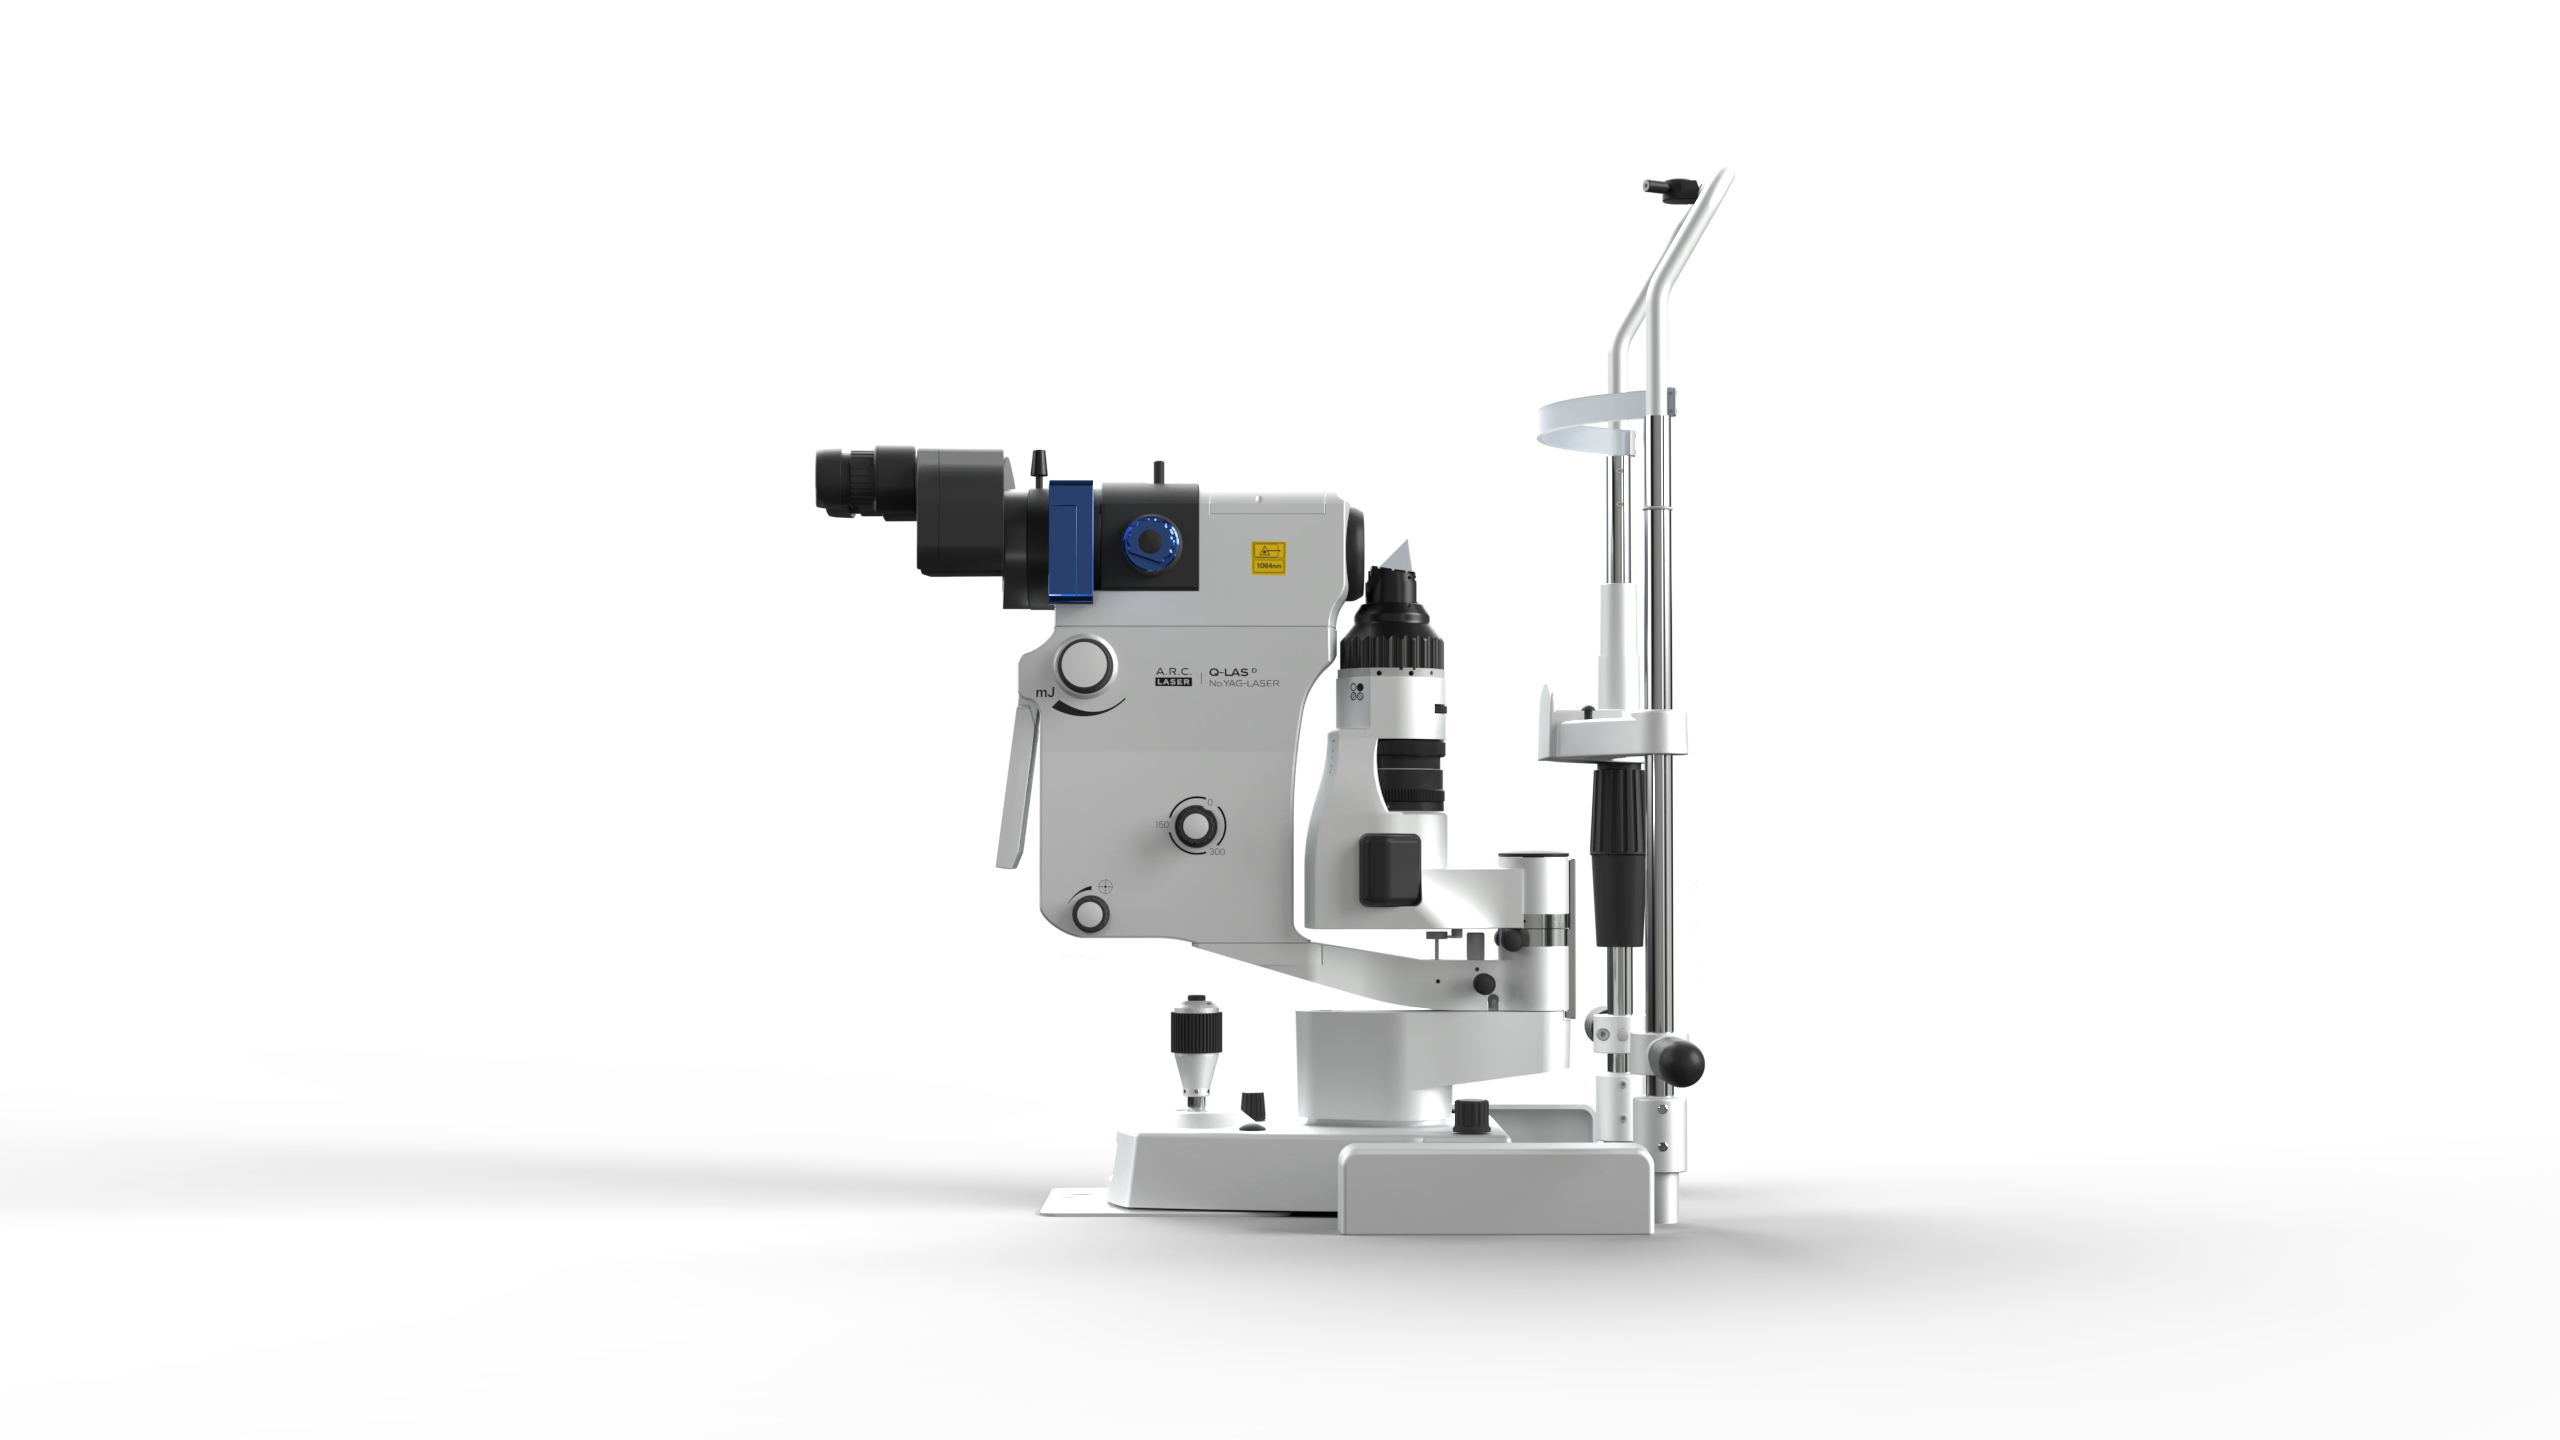 1064nm
A.R.C.
LASER
Q-LAS D
ND:YAG-LASER
mJ
0
150
300